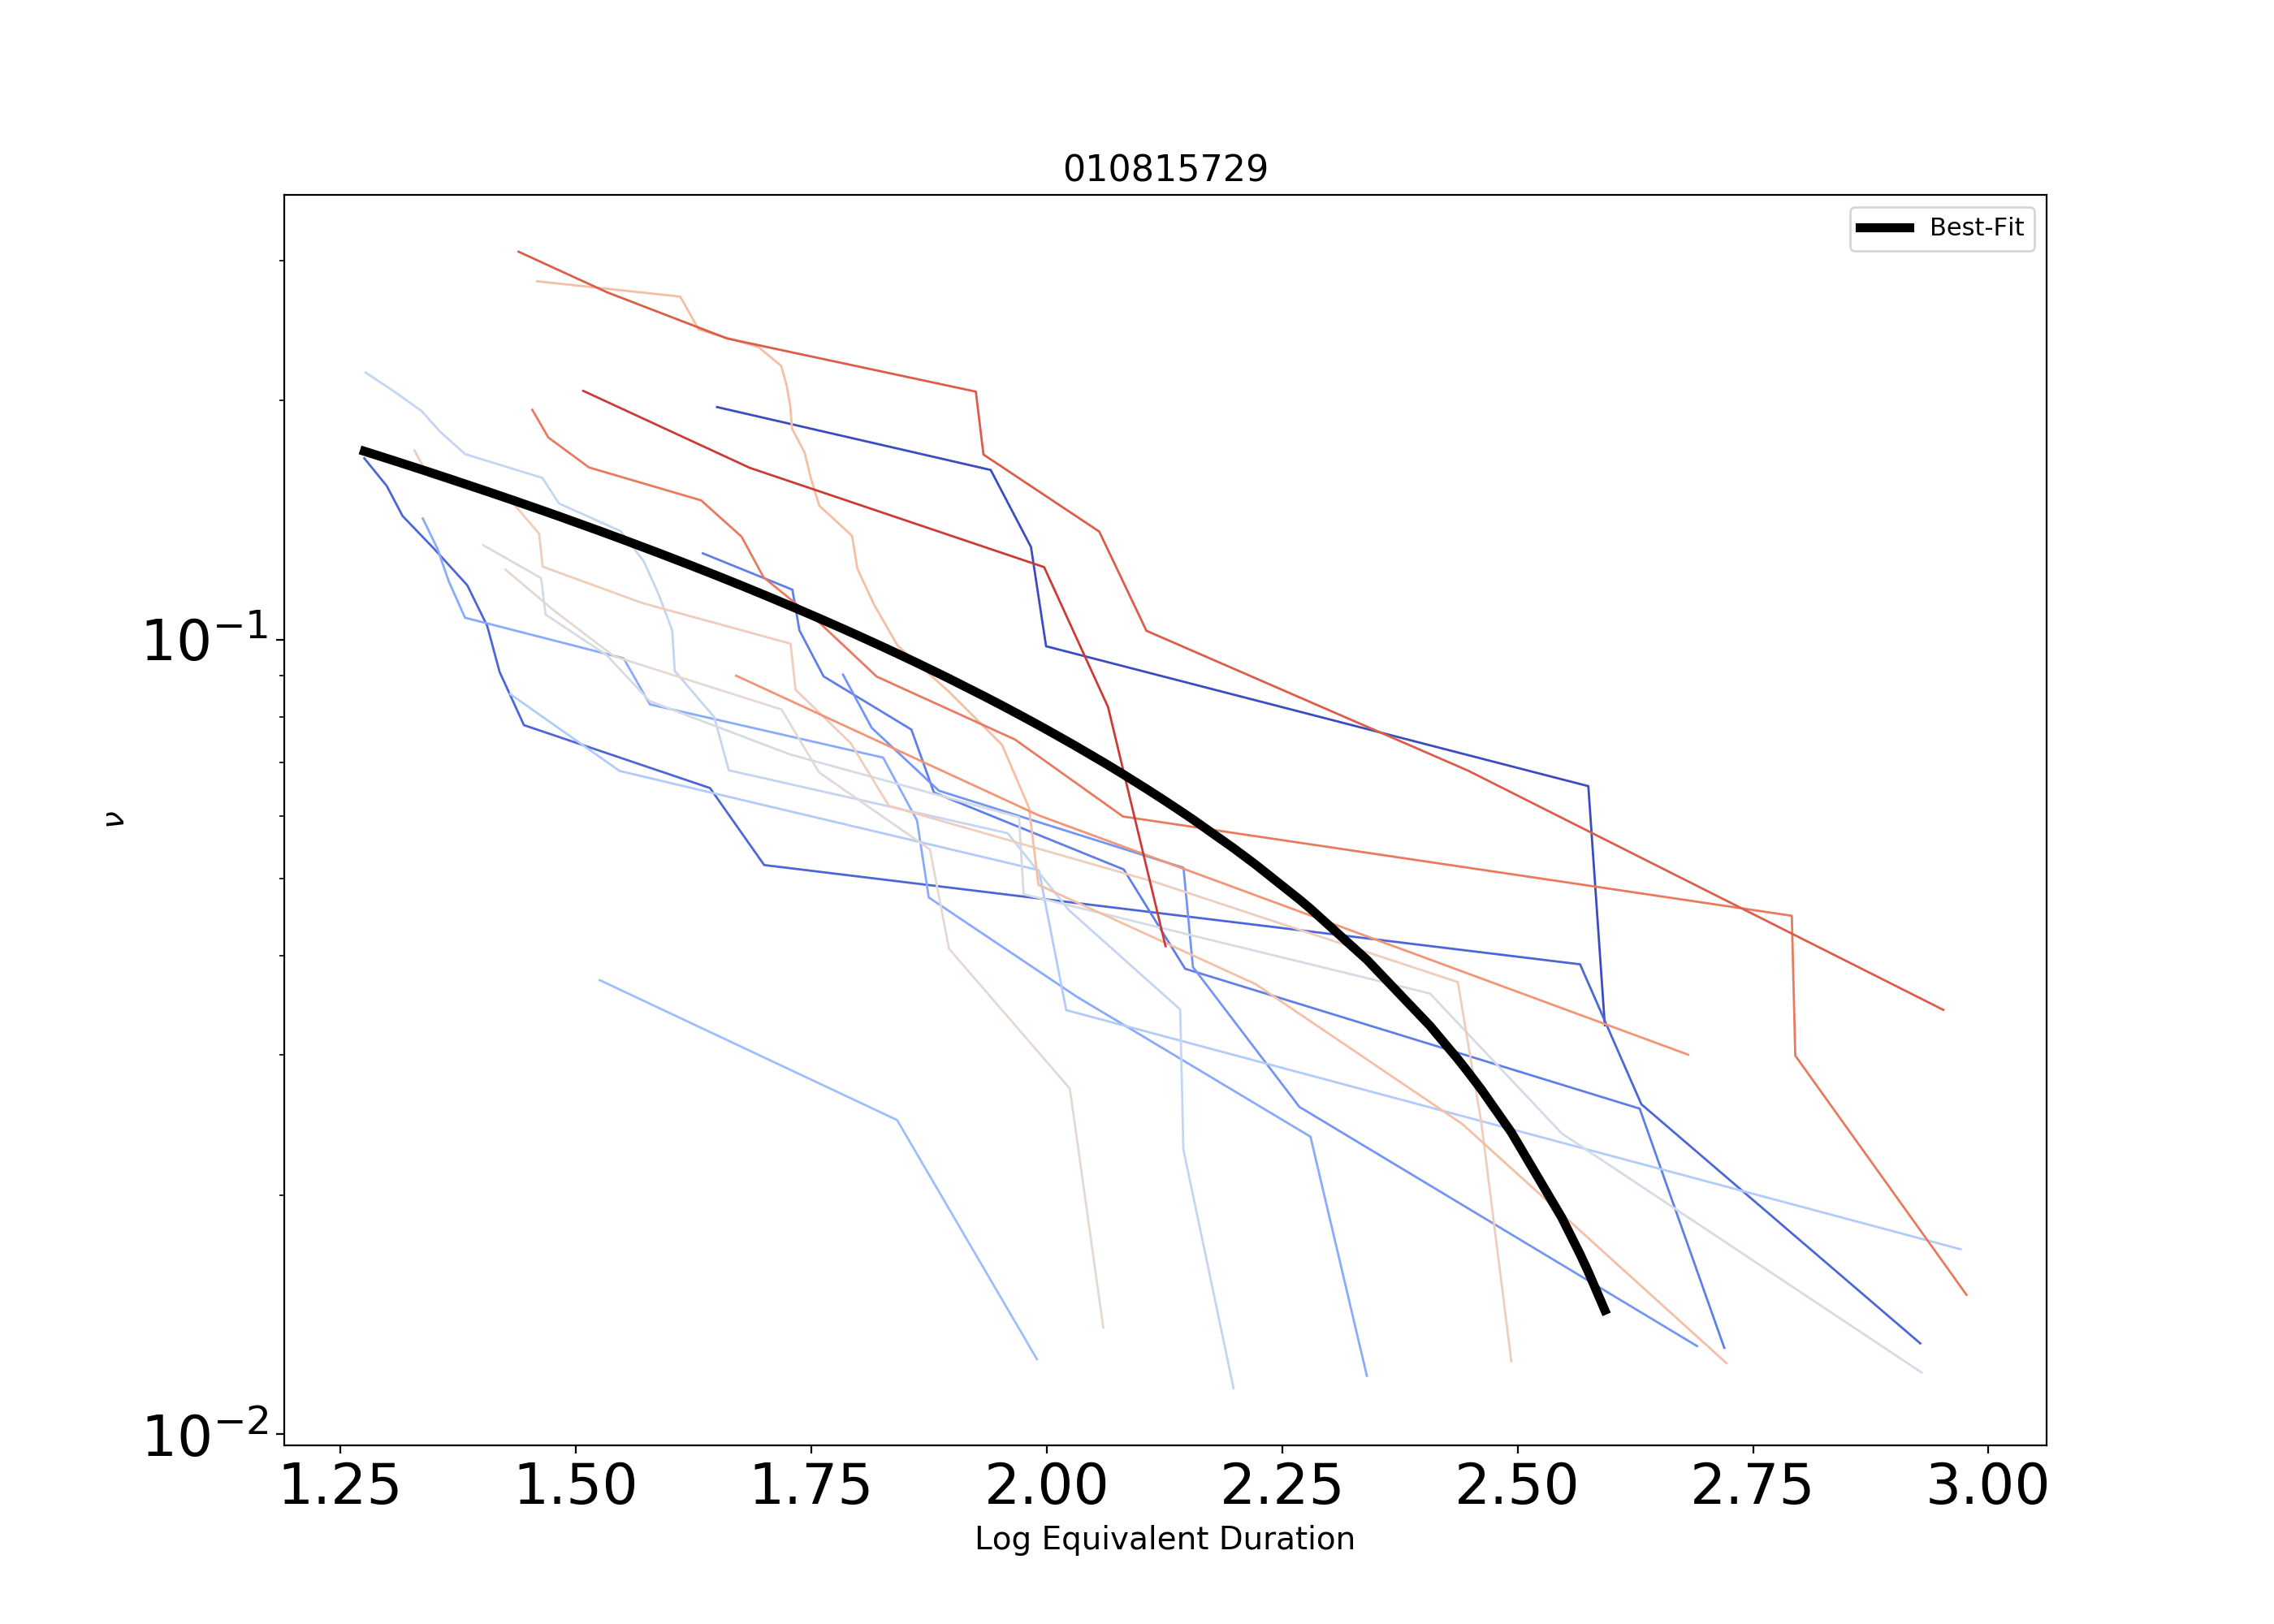 010815729
Best-Fit
10⁻¹
ν
10⁻²
1.25 1.50 1.75 2.00 2.25 2.50 2.75 3.00
Log Equivalent Duration